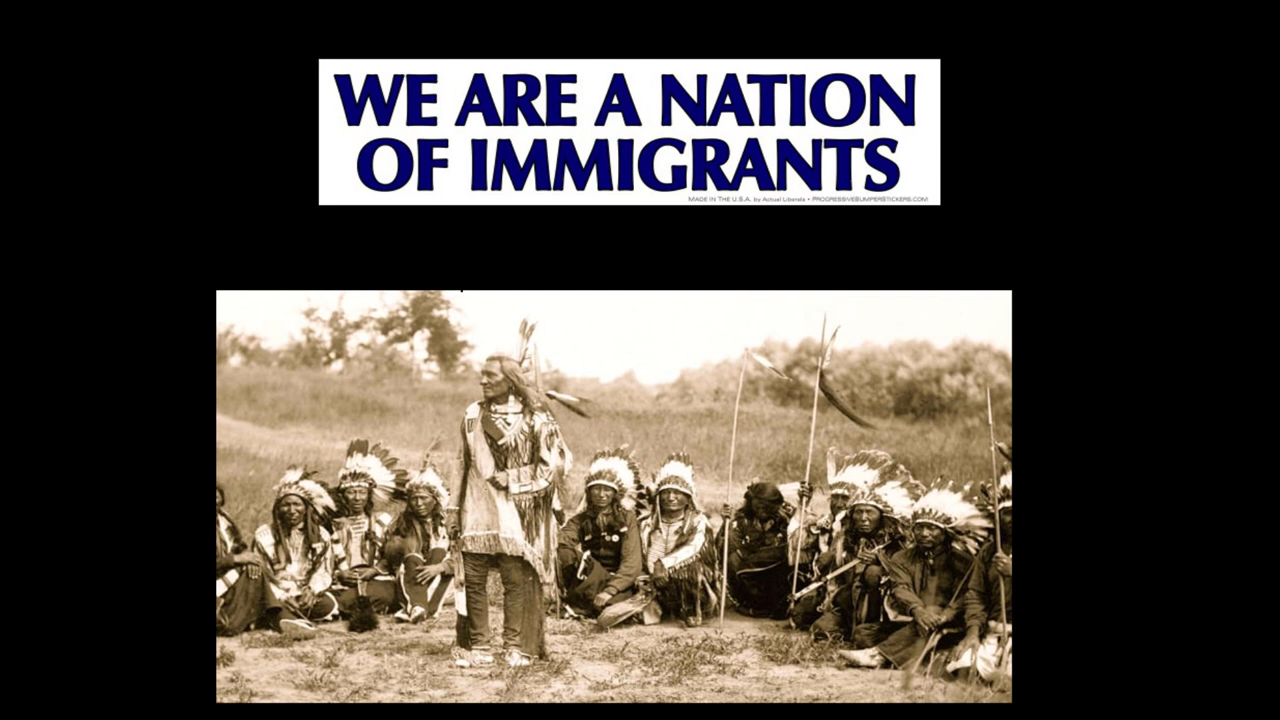 WE ARE A NATION
OF IMMIGRANTS
MADE IN THE U.S.A. by Actual Liberals • PROGRESSIVEBUMPERSTICKERS.COM